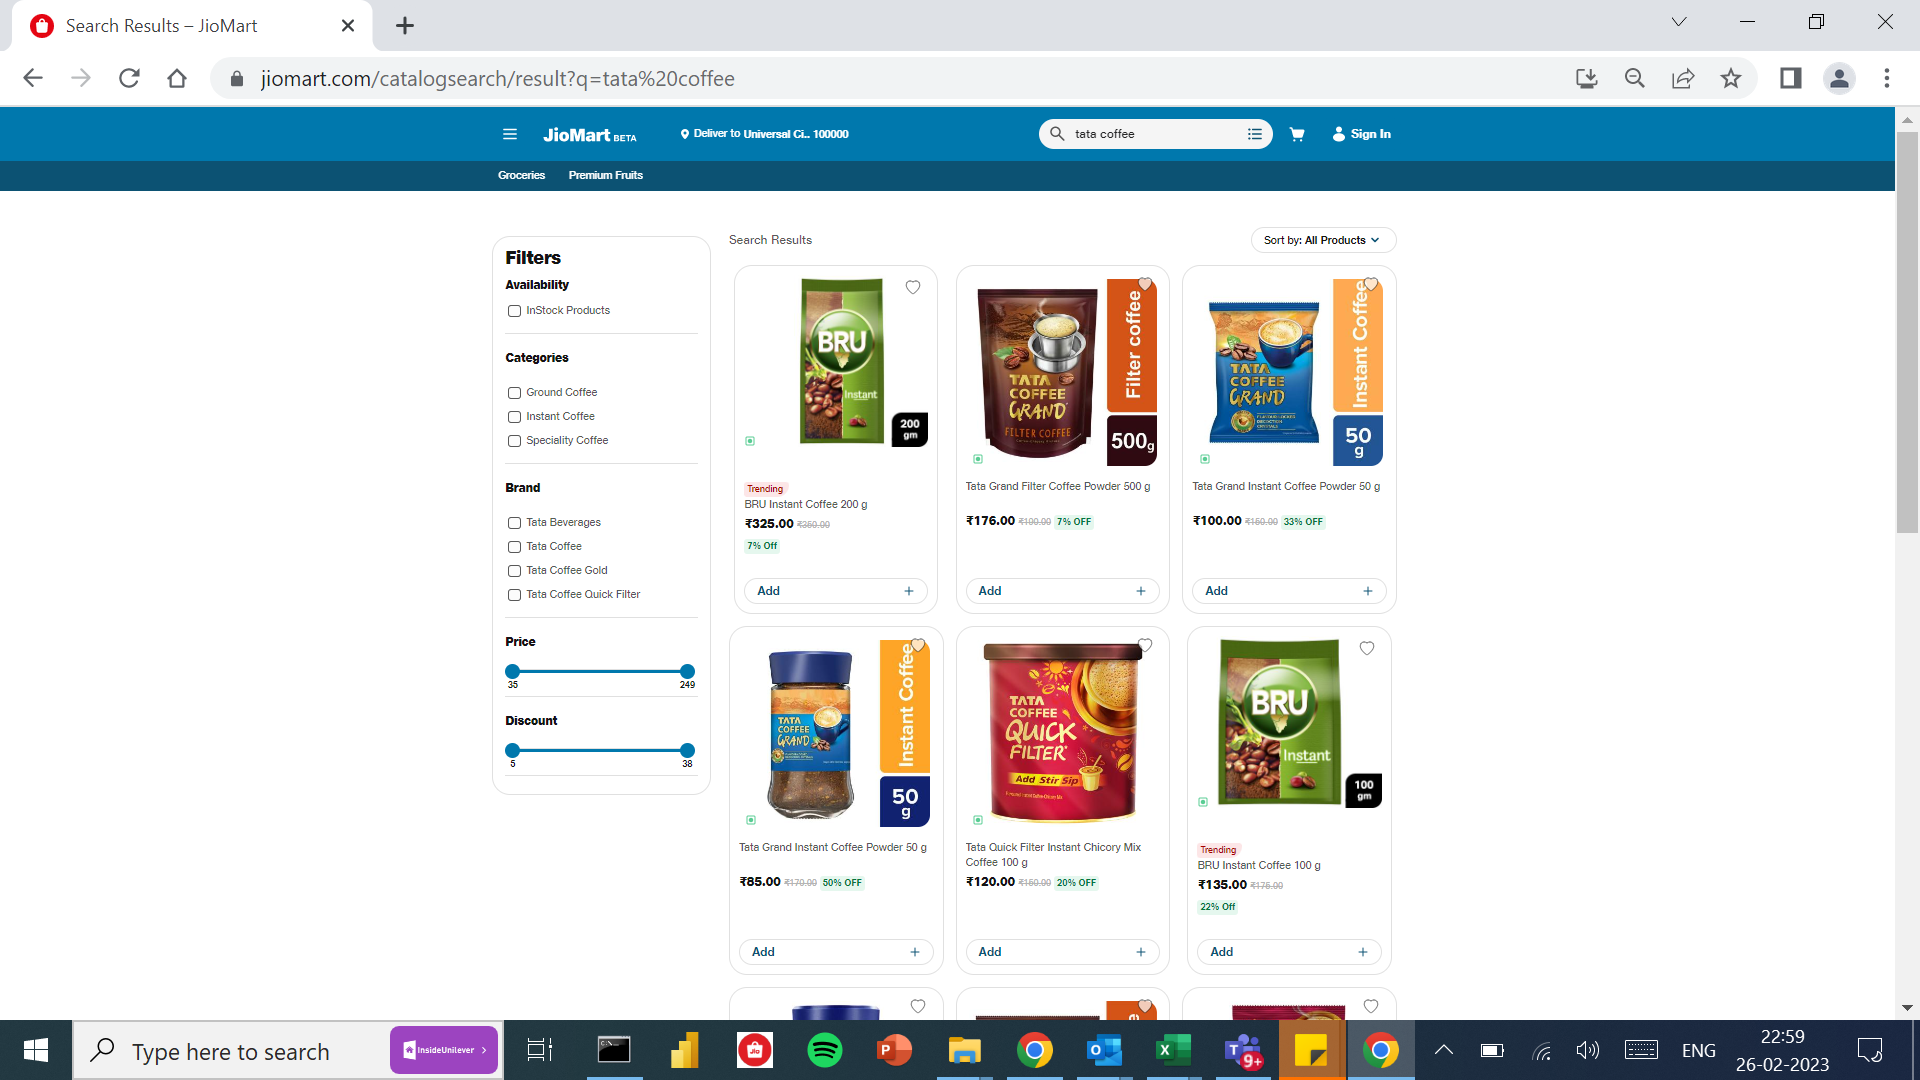 Search Results – JioMart
jiomart.com/catalogsearch/result?q=tata%20coffee
JioMart BETA
Deliver to Universal Ci.. 100000
tata coffee
Sign In
Groceries
Premium Fruits
Filters
Availability
InStock Products
Categories
Ground Coffee
Instant Coffee
Speciality Coffee
Brand
Tata Beverages
Tata Coffee
Tata Coffee Gold
Tata Coffee Quick Filter
Price
35
249
Discount
5
38
Search Results
Sort by: All Products
BRU
Instant
200
gm
Trending
BRU Instant Coffee 200 g
₹325.00 ₹350.00
7% Off
Add +
TATA
COFFEE
GRAND
FILTER COFFEE
Filter coffee
500g
Tata Grand Filter Coffee Powder 500 g
₹176.00 ₹190.00 7% OFF
Add +
TATA
COFFEE
GRAND
Instant Coffee
50
g
Tata Grand Instant Coffee Powder 50 g
₹100.00 ₹150.00 33% OFF
Add +
TATA
COFFEE
GRAND
Instant Coffee
50
g
Tata Grand Instant Coffee Powder 50 g
₹85.00 ₹170.00 50% OFF
Add +
TATA
COFFEE
QUICK
FILTER
Add Stir Sip
Tata Quick Filter Instant Chicory Mix
Coffee 100 g
₹120.00 ₹150.00 20% OFF
Add +
BRU
Instant
100
gm
Trending
BRU Instant Coffee 100 g
₹135.00 ₹175.00
22% Off
Add +
Type here to search
InsideUnilever
9+
ENG
22:59
26-02-2023